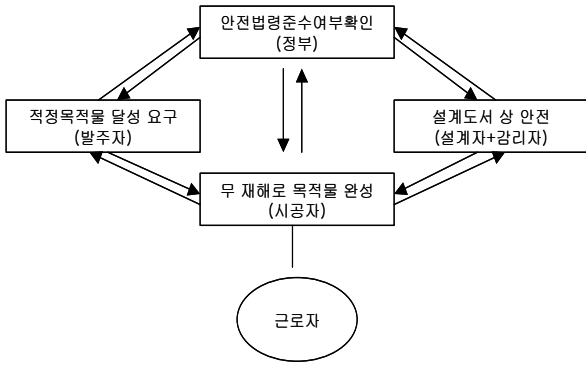 안전법령준수여부확인
(정부)
적정목적물 달성 요구
(발주자)
설계도서 상 안전
(설계자+감리자)
무 재해로 목적물 완성
(시공자)
근로자